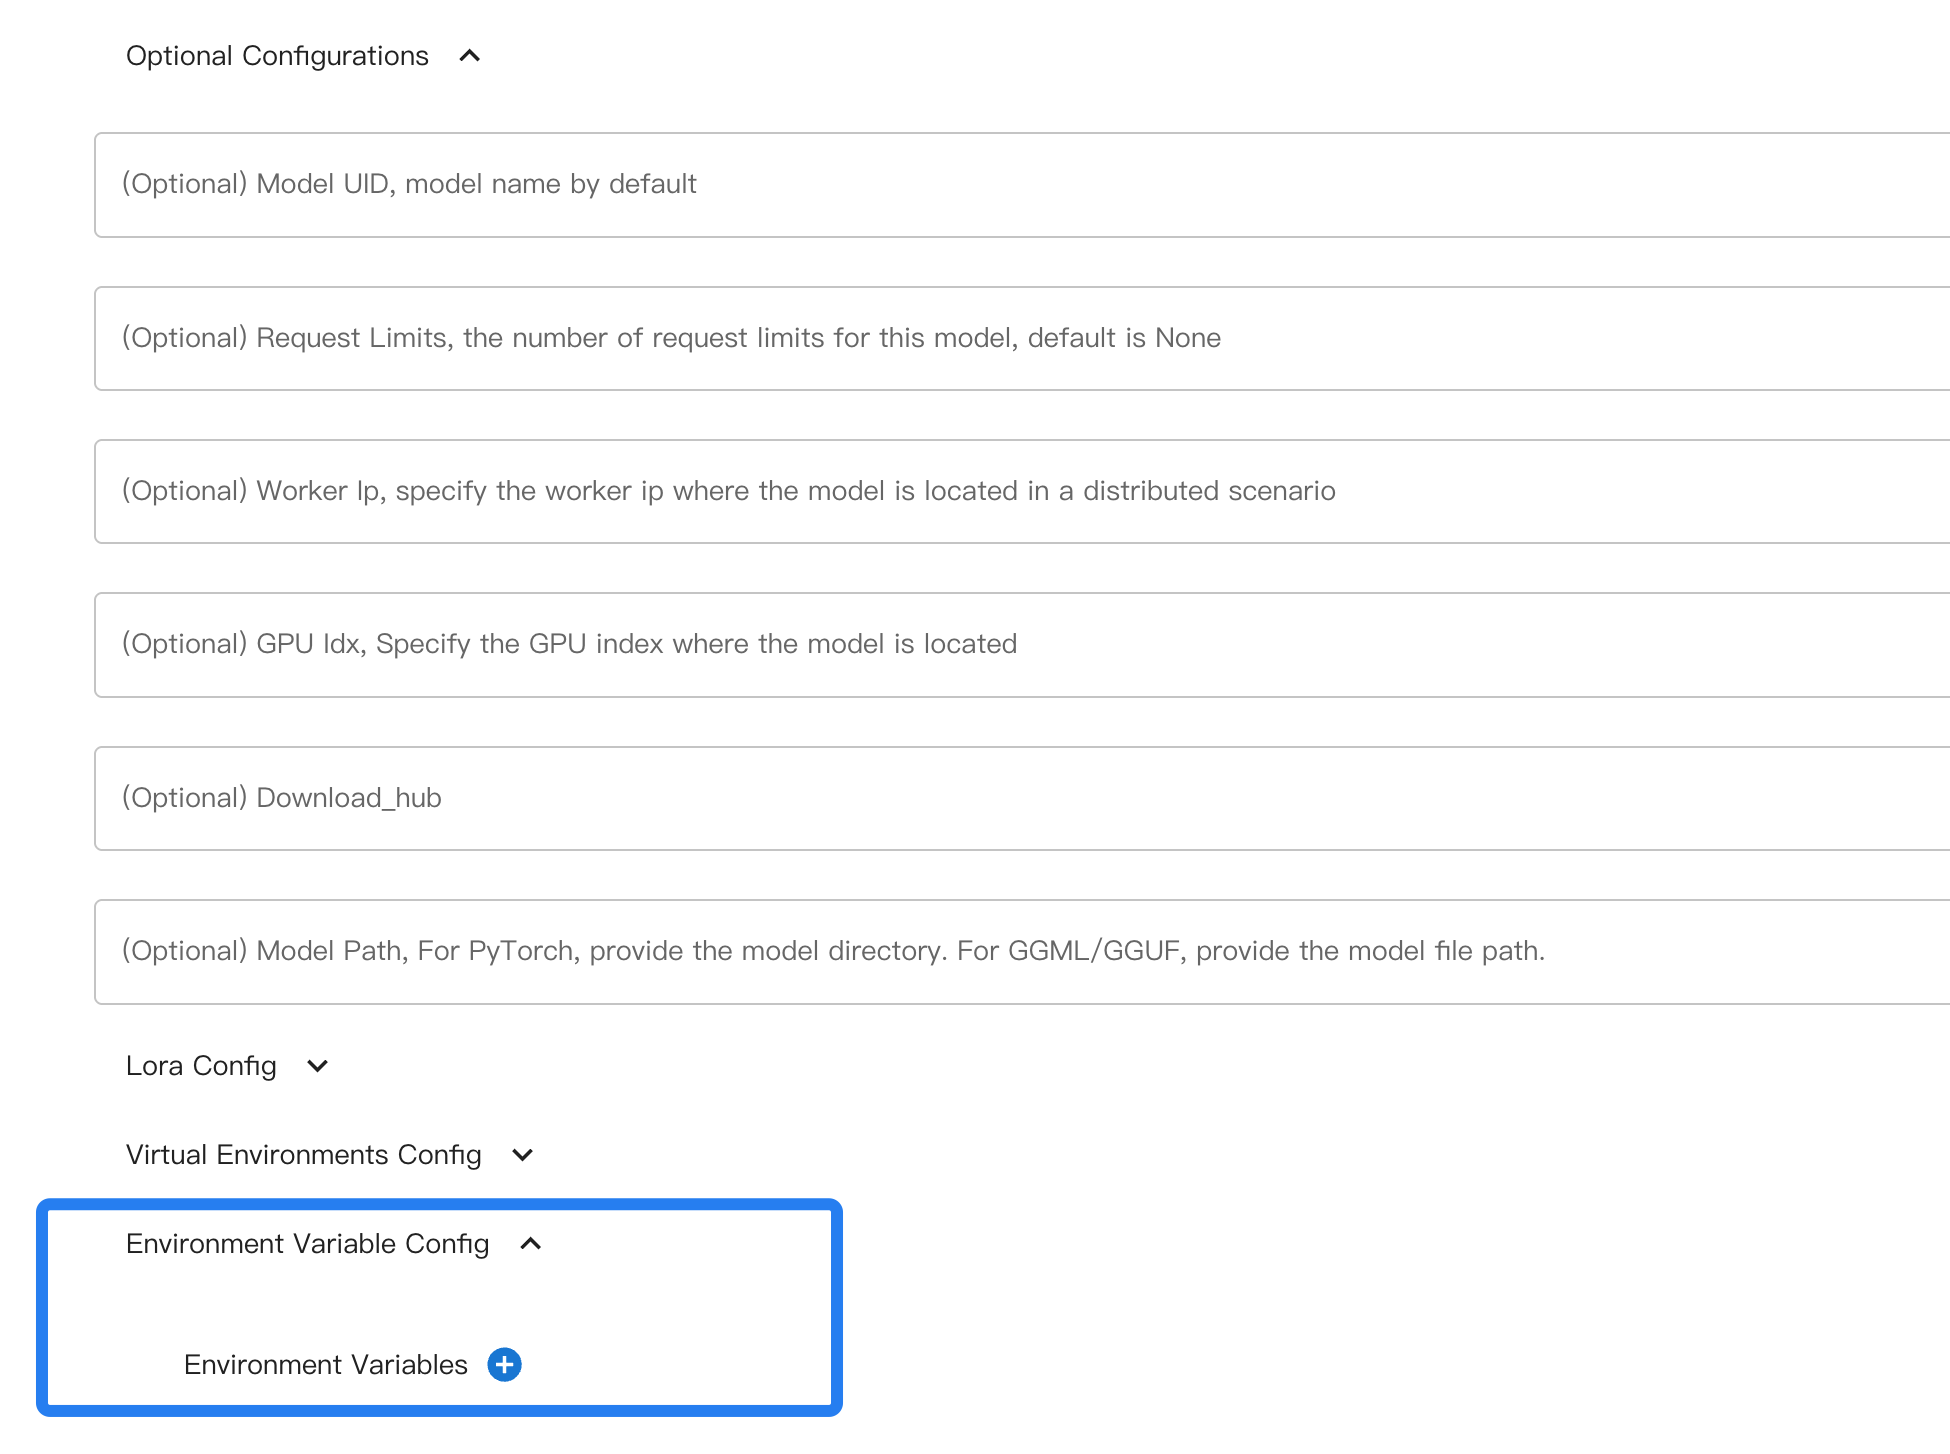 Optional Configurations
(Optional) Model UID, model name by default
(Optional) Request Limits, the number of request limits for this model, default is None
(Optional) Worker Ip, specify the worker ip where the model is located in a distributed scenario
(Optional) GPU Idx, Specify the GPU index where the model is located
(Optional) Download_hub
(Optional) Model Path, For PyTorch, provide the model directory. For GGML/GGUF, provide the model file path.
Lora Config
Virtual Environments Config
Environment Variable Config
Environment Variables